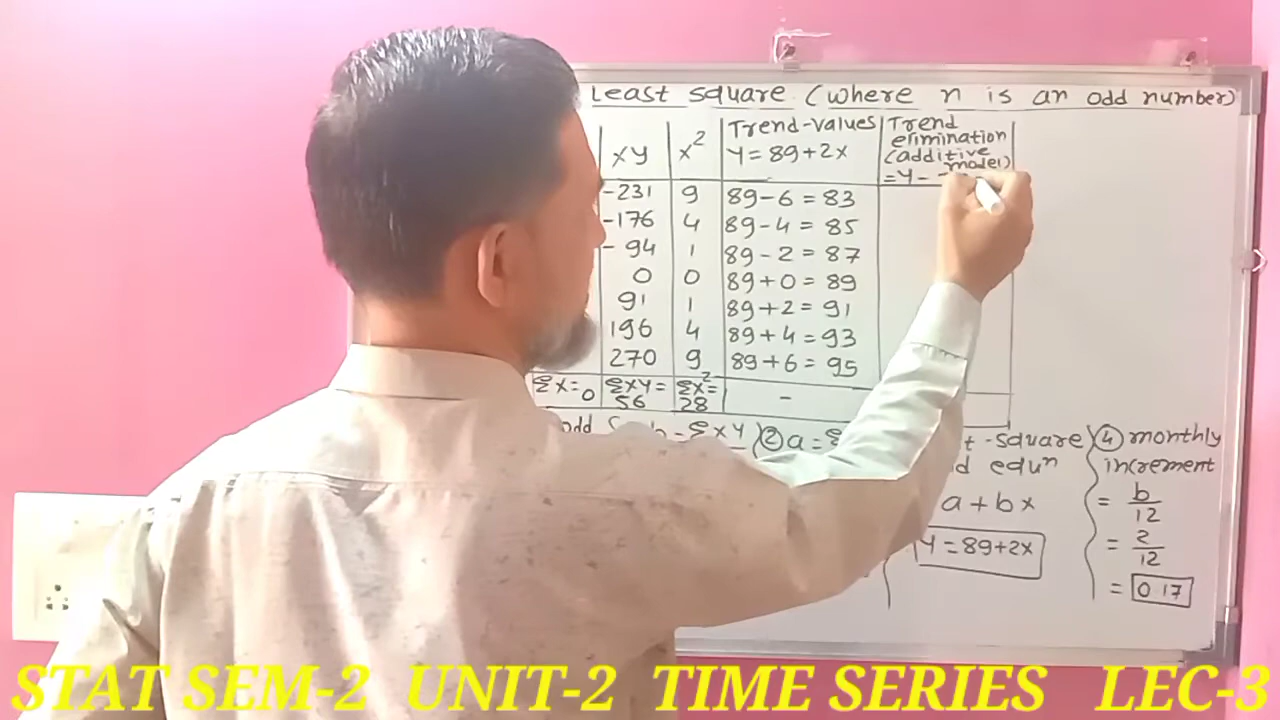 Least square (where n is an odd number)
xy x² Trend-values Y=89+2x Trend elimination (additive model) =Y-
-231 9 89-6=83
-176 4 89-4=85
-94 1 89-2=87
0 0 89+0=89
91 1 89+2=91
196 4 89+4=93
270 9 89+6=95
Σx=0 Σxy=56 Σx²=28 -
odd b=Σxy ② a=Σ
t-square
d eduⁿ
a+bx
Y=89+2x
④ monthly
increment
= b/12
= 2/12
= 0.17
STAT SEM-2 UNIT-2 TIME SERIES LEC-3